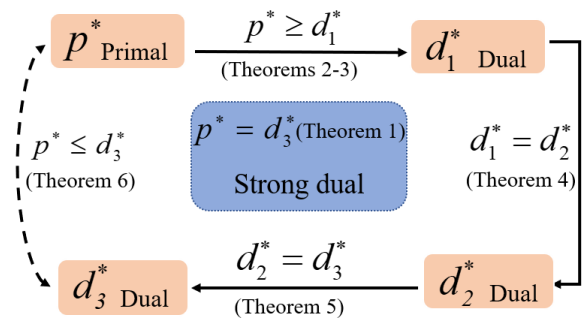 p* Primal
p* ≥ d₁*
(Theorems 2-3)
d₁* Dual
p* ≤ d₃*
(Theorem 6)
p* = d₃* (Theorem 1)
Strong dual
d₁* = d₂*
(Theorem 4)
d₃* Dual
d₂* = d₃*
(Theorem 5)
d₂* Dual